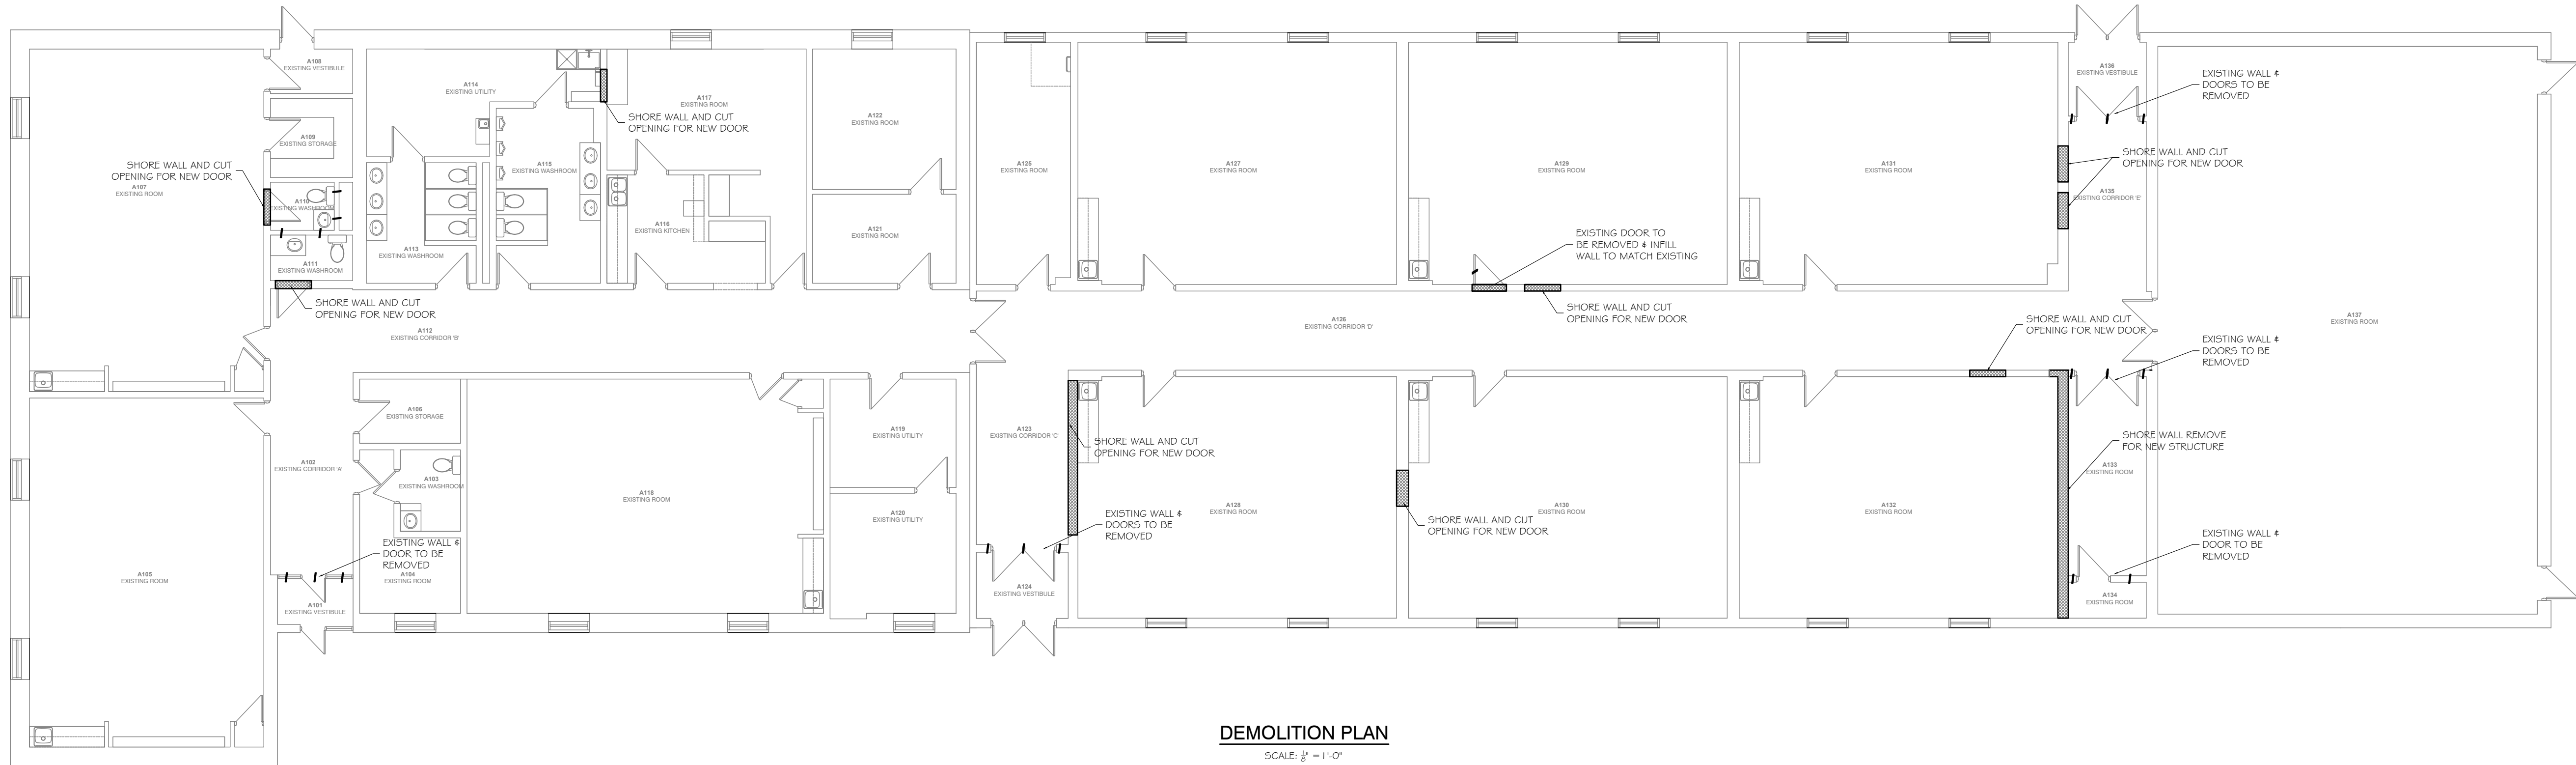 A108
EXISTING VESTIBULE
A114
EXISTING UTILITY
A117
EXISTING ROOM
SHORE WALL AND CUT
OPENING FOR NEW DOOR
A122
EXISTING ROOM
A109
EXISTING STORAGE
SHORE WALL AND CUT
OPENING FOR NEW DOOR
A107
EXISTING ROOM
A110
EXISTING WASHROOM
A115
EXISTING WASHROOM
A116
EXISTING KITCHEN
A121
EXISTING ROOM
A113
EXISTING WASHROOM
A111
EXISTING WASHROOM
SHORE WALL AND CUT
OPENING FOR NEW DOOR
A112
EXISTING CORRIDOR 'B'
A125
EXISTING ROOM
A127
EXISTING ROOM
A129
EXISTING ROOM
A131
EXISTING ROOM
EXISTING DOOR TO
BE REMOVED & INFILL
WALL TO MATCH EXISTING
SHORE WALL AND CUT
OPENING FOR NEW DOOR
A126
EXISTING CORRIDOR 'D'
A136
EXISTING VESTIBULE
EXISTING WALL &
DOORS TO BE
REMOVED
SHORE WALL AND CUT
OPENING FOR NEW DOOR
A135
EXISTING CORRIDOR 'E'
A137
EXISTING ROOM
SHORE WALL AND CUT
OPENING FOR NEW DOOR
EXISTING WALL &
DOORS TO BE
REMOVED
A106
EXISTING STORAGE
A102
EXISTING CORRIDOR 'A'
A103
EXISTING WASHROOM
A118
EXISTING ROOM
A119
EXISTING UTILITY
A120
EXISTING UTILITY
A123
EXISTING CORRIDOR 'C'
SHORE WALL AND CUT
OPENING FOR NEW DOOR
A128
EXISTING ROOM
EXISTING WALL &
DOORS TO BE
REMOVED
A130
EXISTING ROOM
SHORE WALL AND CUT
OPENING FOR NEW DOOR
A132
EXISTING ROOM
SHORE WALL REMOVE
FOR NEW STRUCTURE
A133
EXISTING ROOM
EXISTING WALL &
DOOR TO BE
REMOVED
A134
EXISTING ROOM
EXISTING WALL &
DOOR TO BE
REMOVED
A104
EXISTING ROOM
A105
EXISTING ROOM
A101
EXISTING VESTIBULE
A124
EXISTING VESTIBULE
DEMOLITION PLAN
SCALE: 1/8" = 1'-0"